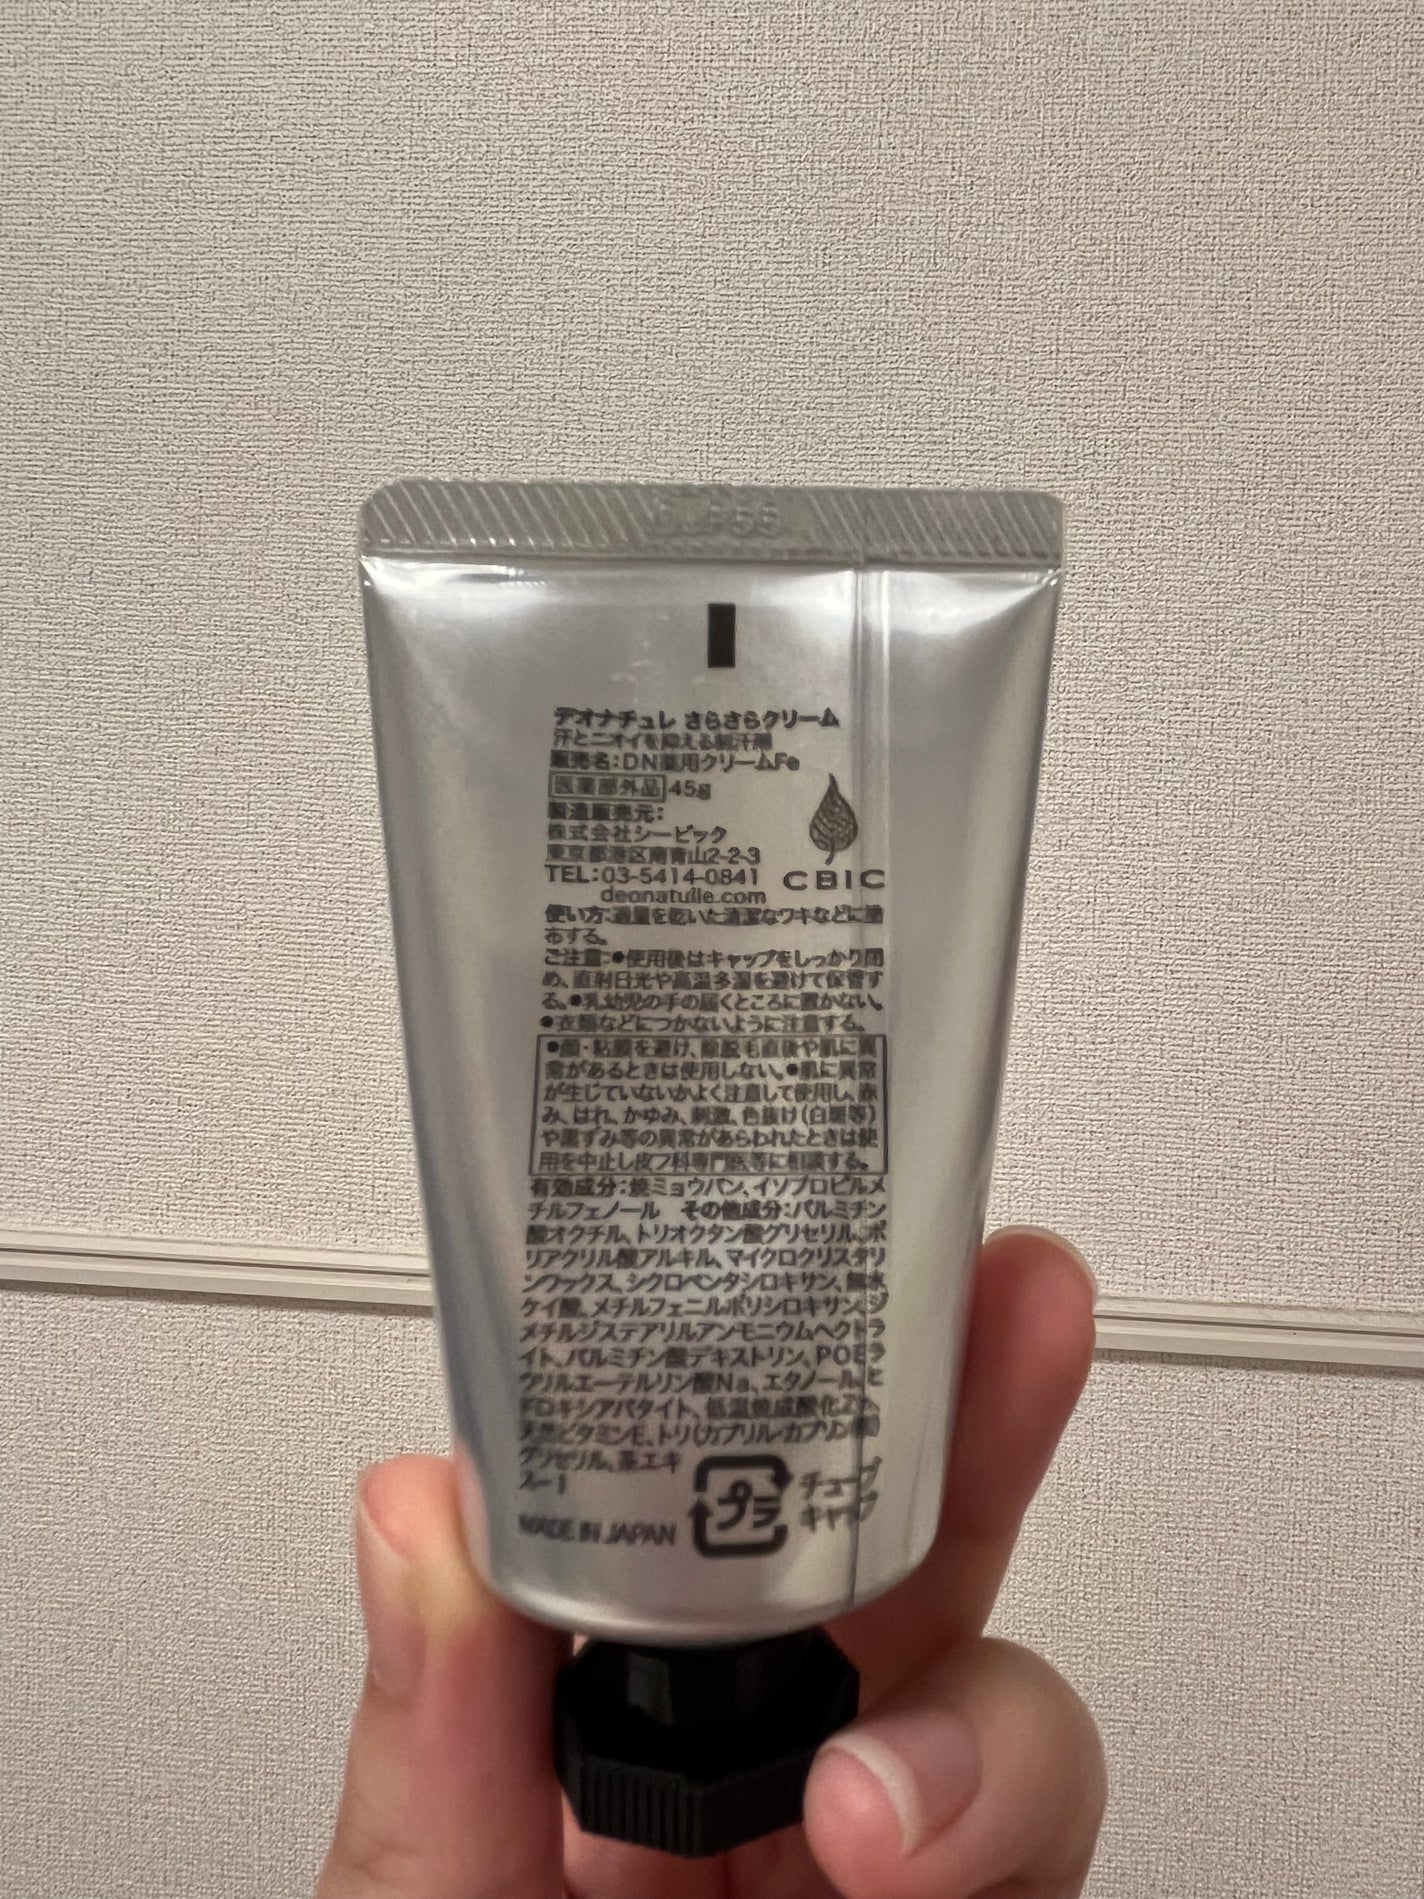 デオナチュレ さらさらクリーム
汗とニオイを抑える制汗剤
販売名:DN薬用クリームFe
医薬部外品 45g
製造販売元:
株式会社シービック
東京都港区南青山2-2-3
TEL:03-5414-0841
CBIC
deonatulle.com
使い方:適量を乾いた清潔なワキなどに塗
布する。
ご注意:●使用後はキャップをしっかり閉
め、直射日光や高温多湿を避けて保管す
る。●乳幼児の手の届くところに置かない。
●衣類などにつかないように注意する。
●顔・粘膜を避け、除脱毛直後や肌に異
常があるときは使用しない。●肌に異常
が生じていないかよく注意して使用し、赤
み、はれ、かゆみ、刺激、色抜け(白斑等)
や黒ずみ等の異常があらわれたときは使
用を中止し皮フ科専門医等に相談する。
有効成分:焼ミョウバン、イソプロピルメ
チルフェノール その他成分:パルミチン
酸オクチル、トリオクタン酸グリセリル、ポ
リアクリル酸アルキル、マイクロクリスタリ
ンワックス、シクロペンタシロキサン、無水
ケイ酸、メチルフェニルポリシロキサン、ジ
メチルジステアリルアンモニウムヘクトラ
イト、パルミチン酸デキストリン、POEラ
ウリルエーテルリン酸Na、エタノール、ヒ
ドロキシアパタイト、低温焼成酸化Zn、
天然ビタミンE、トリ(カプリル・カプリン酸)
グリセリル、茶エキ
ス-1
プラ
チューブ
キャップ
MADE IN JAPAN